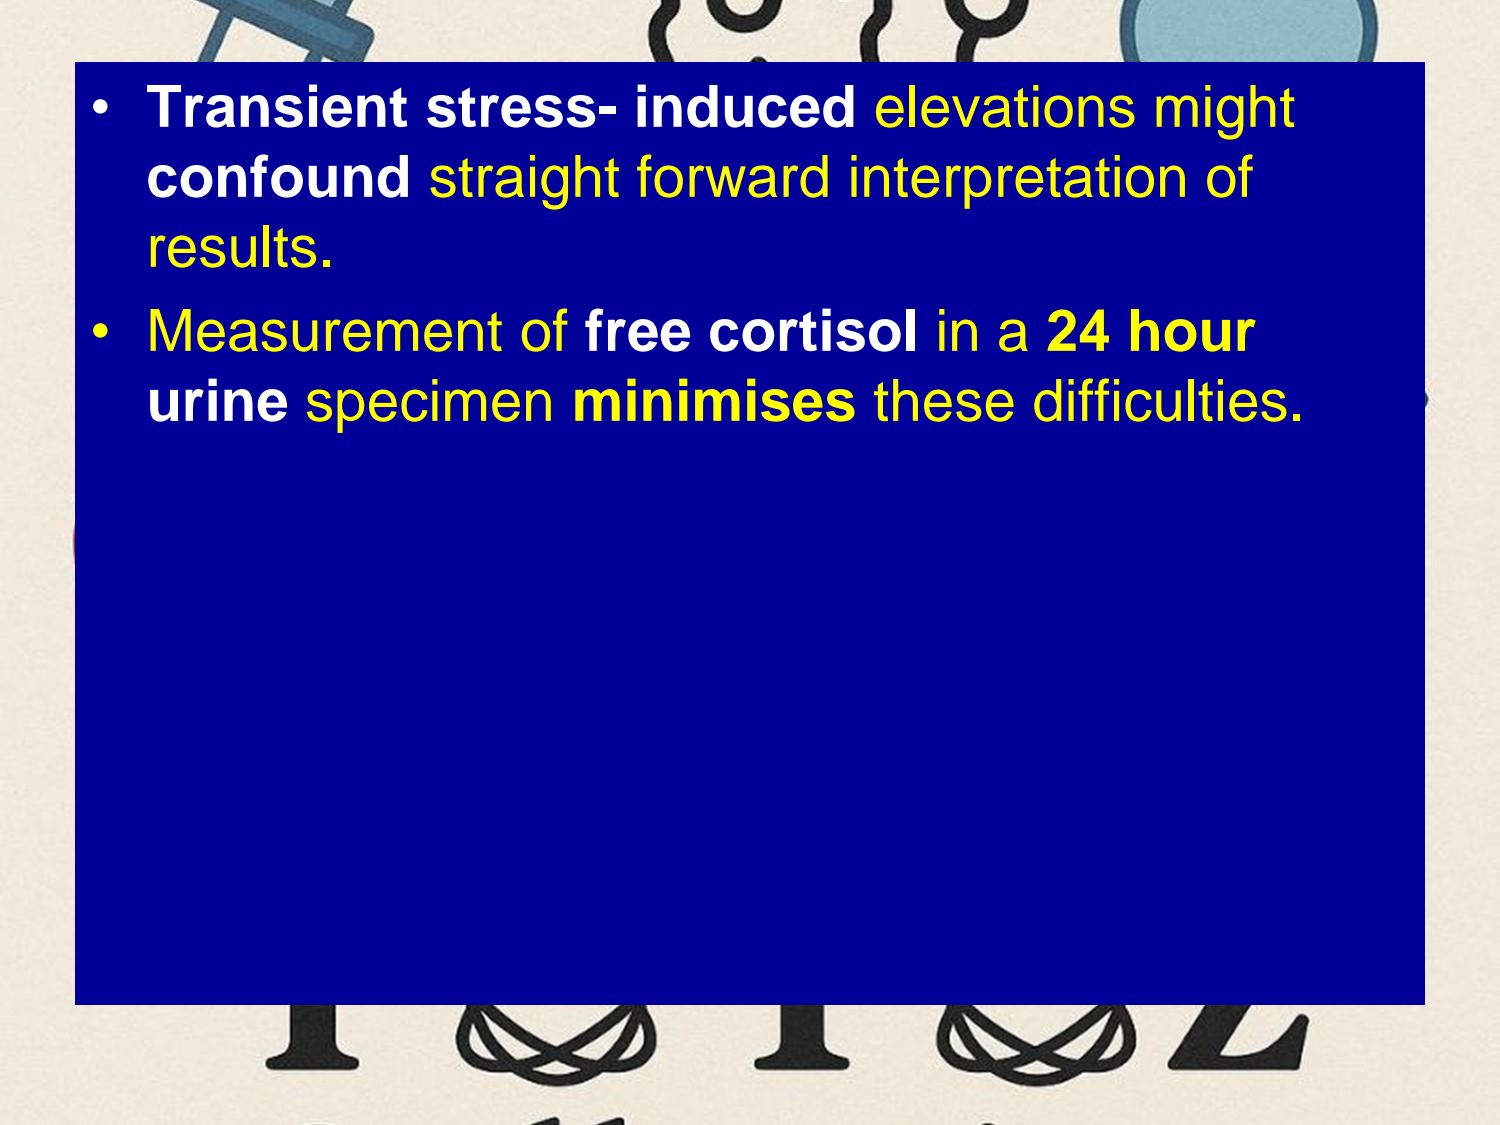 • Transient stress- induced elevations might
confound straight forward interpretation of
results.
• Measurement of free cortisol in a 24 hour
urine specimen minimises these difficulties.